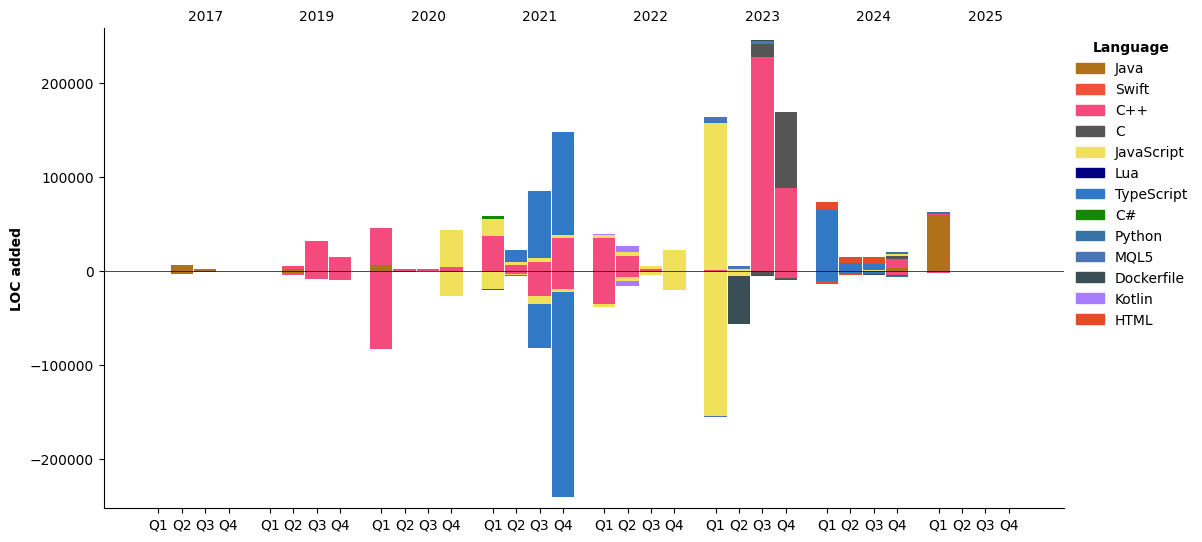 2017 2019 2020 2021 2022 2023 2024 2025
LOC added
200000
100000
0
−100000
−200000
Q1 Q2 Q3 Q4 Q1 Q2 Q3 Q4 Q1 Q2 Q3 Q4 Q1 Q2 Q3 Q4 Q1 Q2 Q3 Q4 Q1 Q2 Q3 Q4 Q1 Q2 Q3 Q4 Q1 Q2 Q3 Q4
Language
Java
Swift
C++
C
JavaScript
Lua
TypeScript
C#
Python
MQL5
Dockerfile
Kotlin
HTML